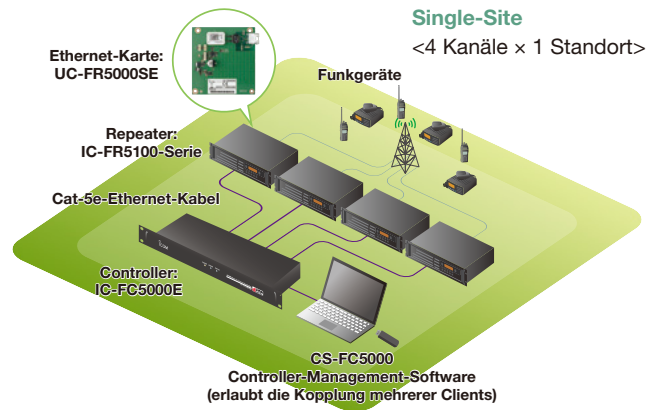 Single-Site
<4 Kanäle × 1 Standort>
Ethernet-Karte:
UC-FR5000SE
Funkgeräte
Repeater:
IC-FR5100-Serie
Cat-5e-Ethernet-Kabel
Controller:
IC-FC5000E
CS-FC5000
Controller-Management-Software
(erlaubt die Kopplung mehrerer Clients)